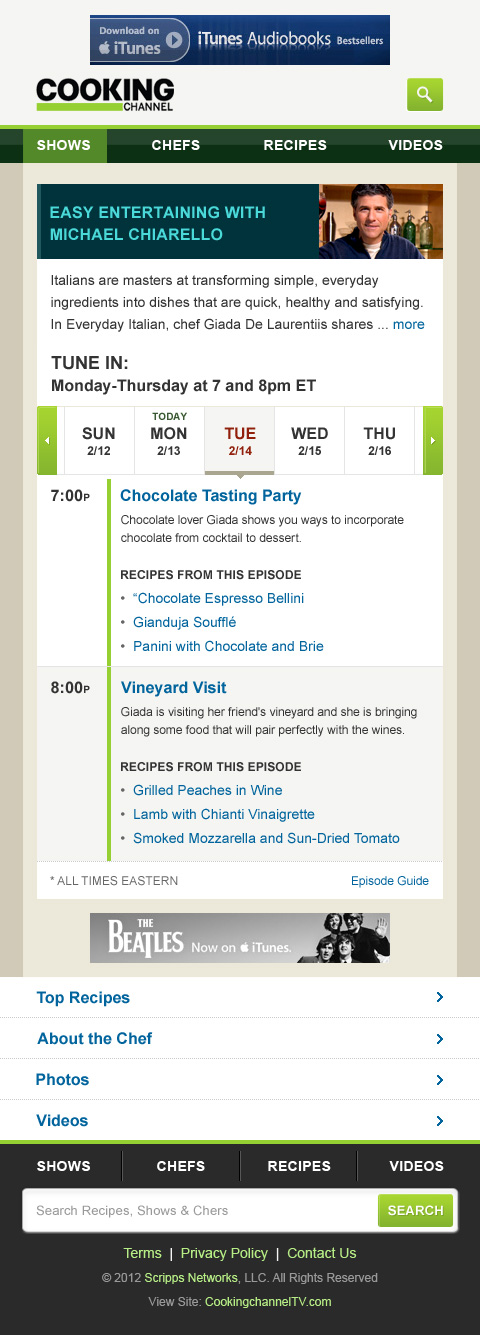 Download on
iTunes
iTunes Audiobooks Bestsellers
COOKING
CHANNEL
SHOWS CHEFS RECIPES VIDEOS
EASY ENTERTAINING WITH
MICHAEL CHIARELLO
Italians are masters at transforming simple, everyday
ingredients into dishes that are quick, healthy and satisfying.
In Everyday Italian, chef Giada De Laurentiis shares ... more
TUNE IN:
Monday-Thursday at 7 and 8pm ET
TODAY
SUN MON TUE WED THU
2/12 2/13 2/14 2/15 2/16
7:00P Chocolate Tasting Party
Chocolate lover Giada shows you ways to incorporate
chocolate from cocktail to dessert.
RECIPES FROM THIS EPISODE
• “Chocolate Espresso Bellini
• Gianduja Soufflé
• Panini with Chocolate and Brie
8:00P Vineyard Visit
Giada is visiting her friend's vineyard and she is bringing
along some food that will pair perfectly with the wines.
RECIPES FROM THIS EPISODE
• Grilled Peaches in Wine
• Lamb with Chianti Vinaigrette
• Smoked Mozzarella and Sun-Dried Tomato
* ALL TIMES EASTERN Episode Guide
THE
BEATLES Now on iTunes.
Top Recipes
About the Chef
Photos
Videos
SHOWS CHEFS RECIPES VIDEOS
Search Recipes, Shows & Chers SEARCH
Terms | Privacy Policy | Contact Us
© 2012 Scripps Networks, LLC. All Rights Reserved
View Site: CookingchannelTV.com